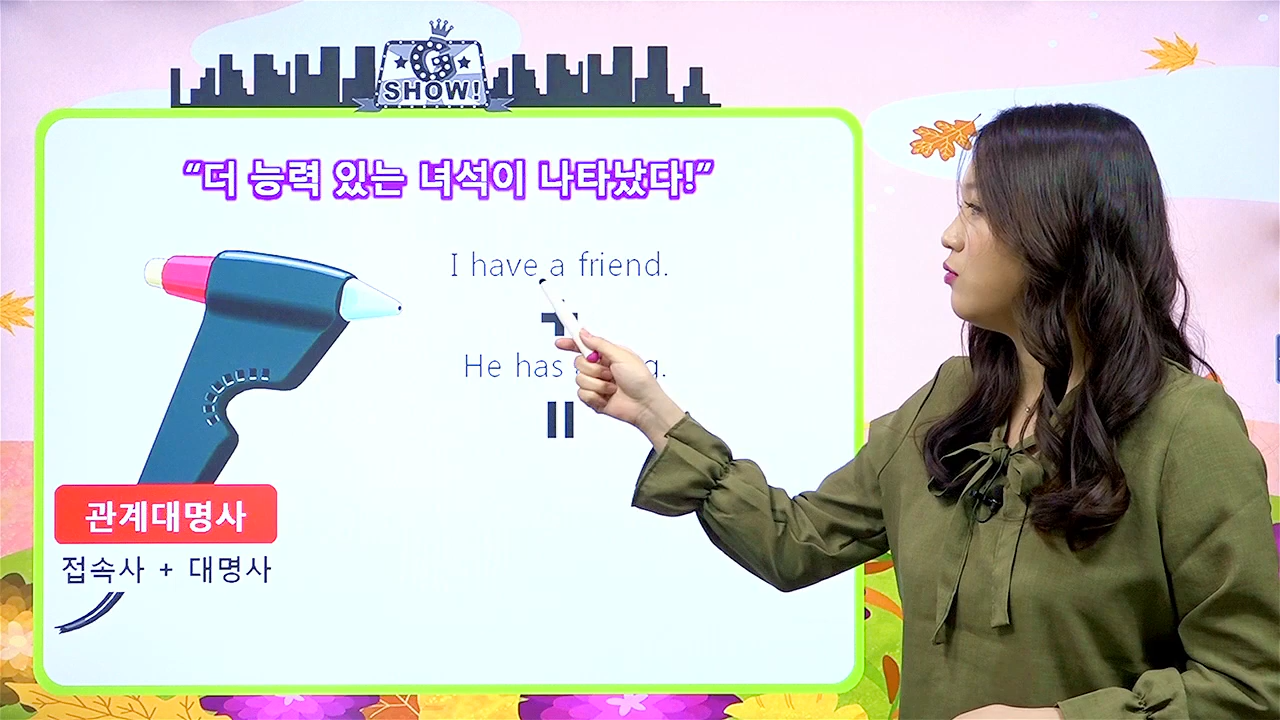 G
SHOW!
“더 능력 있는 녀석이 나타났다!”
I have a friend.
+
He has
=
관계대명사
접속사 + 대명사